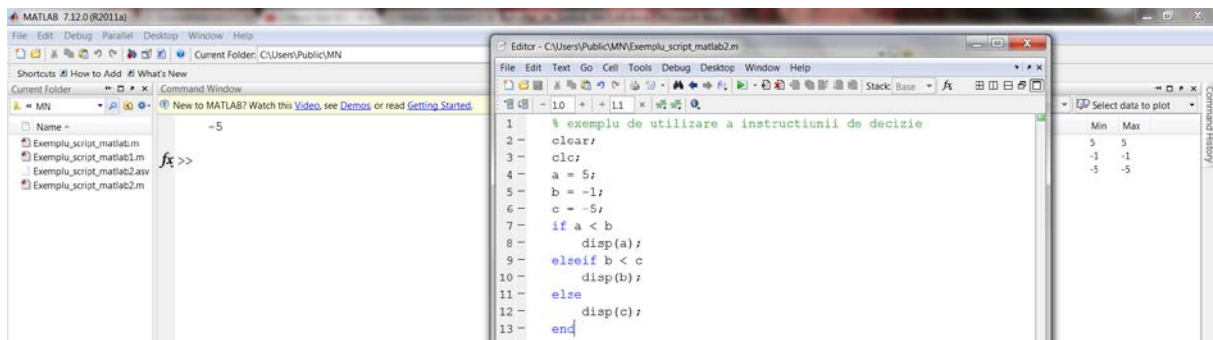 MATLAB 7.12.0 (R2011a)
File Edit Debug Parallel Desktop Window Help
Current Folder: C:\Users\Public\MN
Shortcuts How to Add What's New
Current Folder
« MN
Name
Exemplu_script_matlab.m
Exemplu_script_matlab1.m
Exemplu_script_matlab2.asv
Exemplu_script_matlab2.m
Command Window
New to MATLAB? Watch this Video, see Demos, or read Getting Started.
-5
fx >>
Editor - C:\Users\Public\MN\Exemplu_script_matlab2.m
File Edit Text Go Cell Tools Debug Desktop Window Help
Stack: Base fx
- 1.0 + ÷ 1.1 ×
1 % exemplu de utilizare a instructiunii de decizie
2 - clear;
3 - clc;
4 - a = 5;
5 - b = -1;
6 - c = -5;
7 - if a < b
8 - disp(a);
9 - elseif b < c
10 - disp(b);
11 - else
12 - disp(c);
13 - end
Select data to plot
Min Max
5 5
-1 -1
-5 -5
Command History